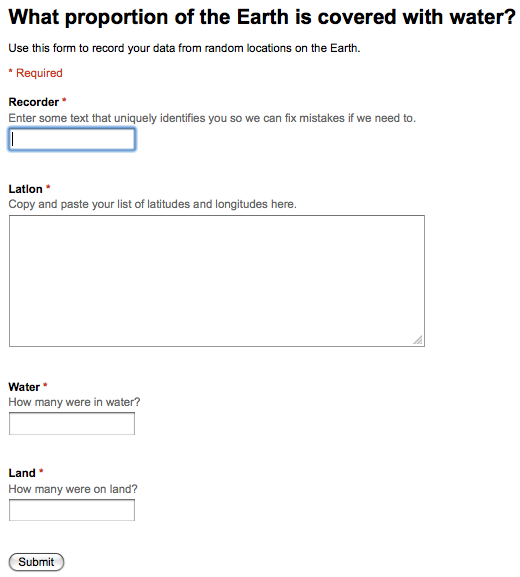 What proportion of the Earth is covered with water?
Use this form to record your data from random locations on the Earth.
* Required
Recorder *
Enter some text that uniquely identifies you so we can fix mistakes if we need to.
Latlon *
Copy and paste your list of latitudes and longitudes here.
Water *
How many were in water?
Land *
How many were on land?
Submit